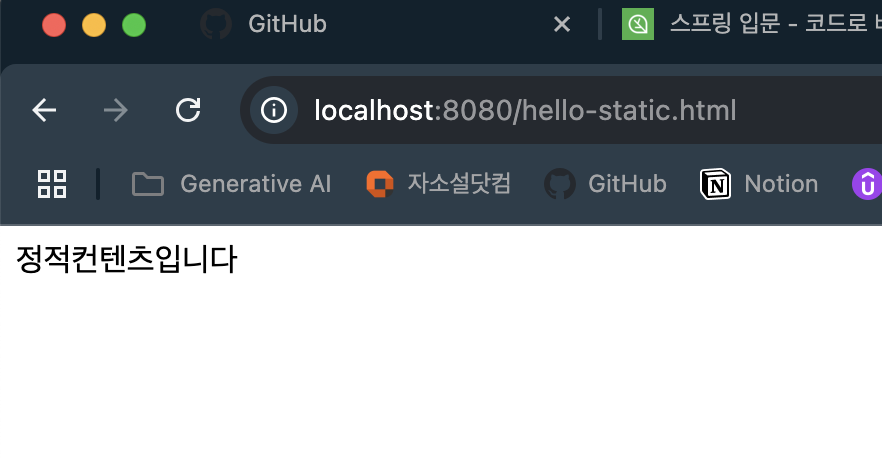 GitHub
스프링 입문 - 코드로
localhost:8080/hello-static.html
Generative AI 자소설닷컴 GitHub Notion
정적컨텐츠입니다